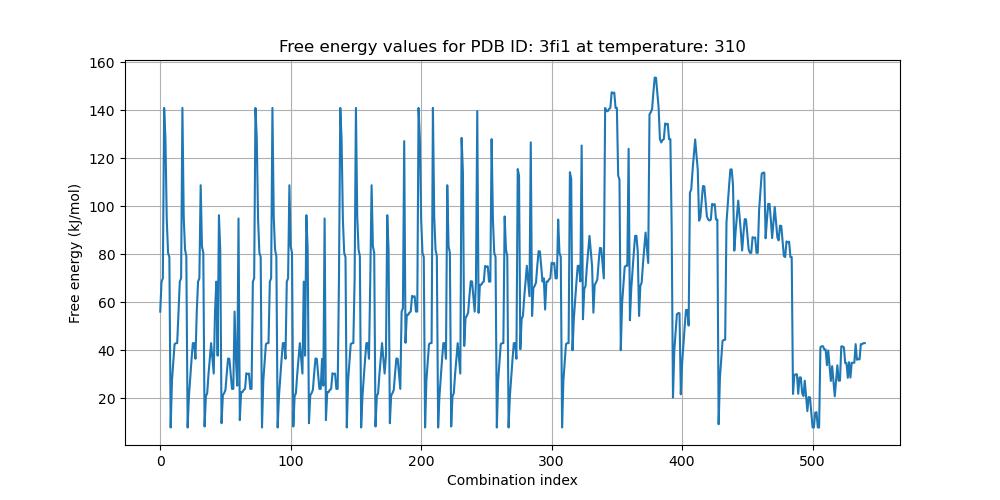 Free energy values for PDB ID: 3fi1 at temperature: 310
Free energy (kJ/mol)
160
140
120
100
80
60
40
20
0 100 200 300 400 500
Combination index